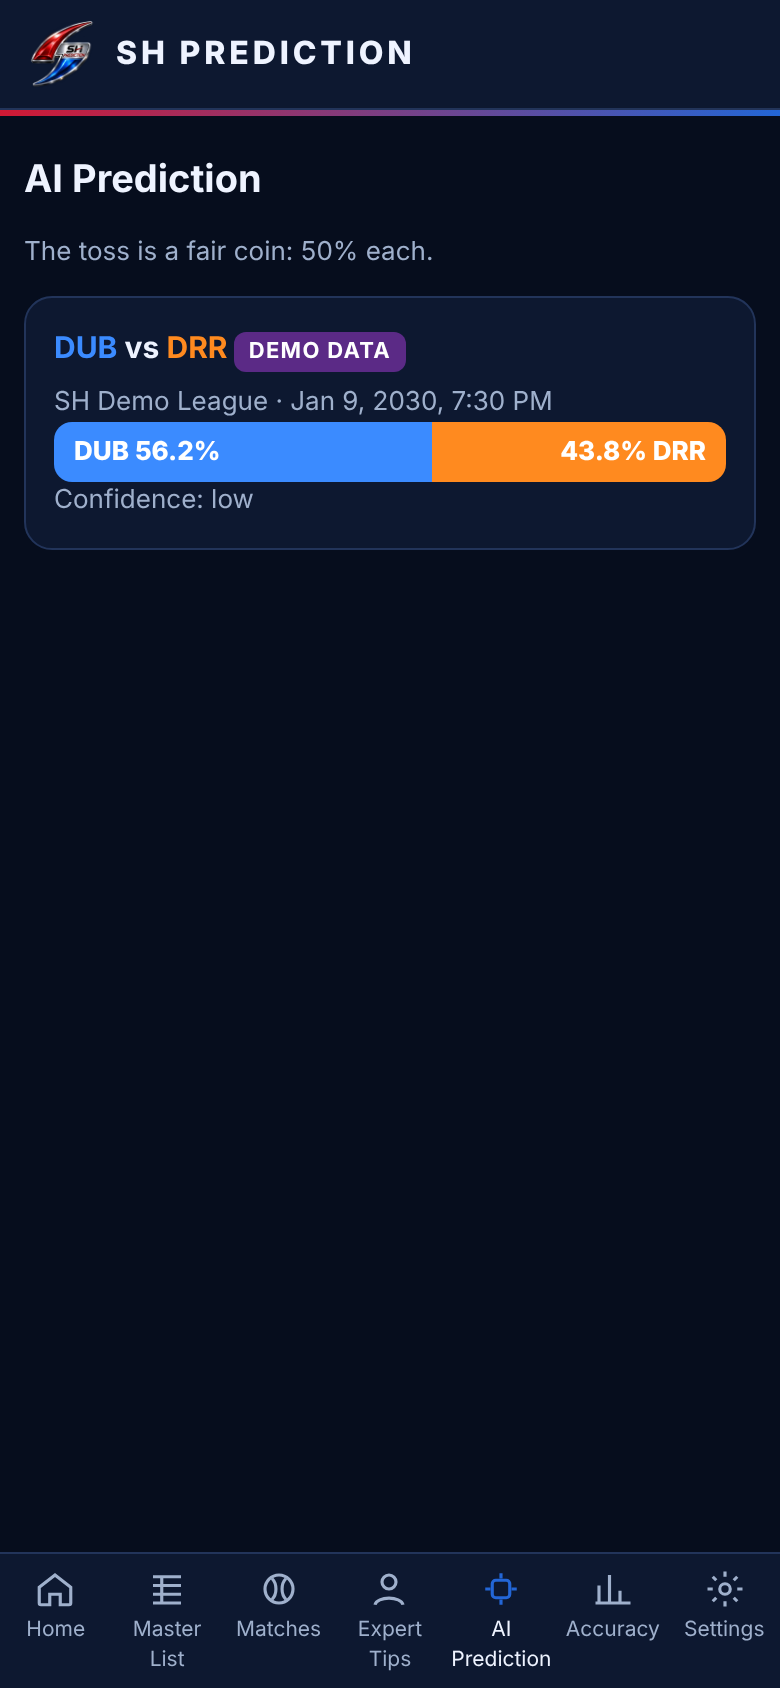 SH
SH PREDICTION
AI Prediction
The toss is a fair coin: 50% each.
DUB vs DRR DEMO DATA
SH Demo League · Jan 9, 2030, 7:30 PM
DUB 56.2% 43.8% DRR
Confidence: low
Home
Master
List
Matches
Expert
Tips
AI
Prediction
Accuracy
Settings